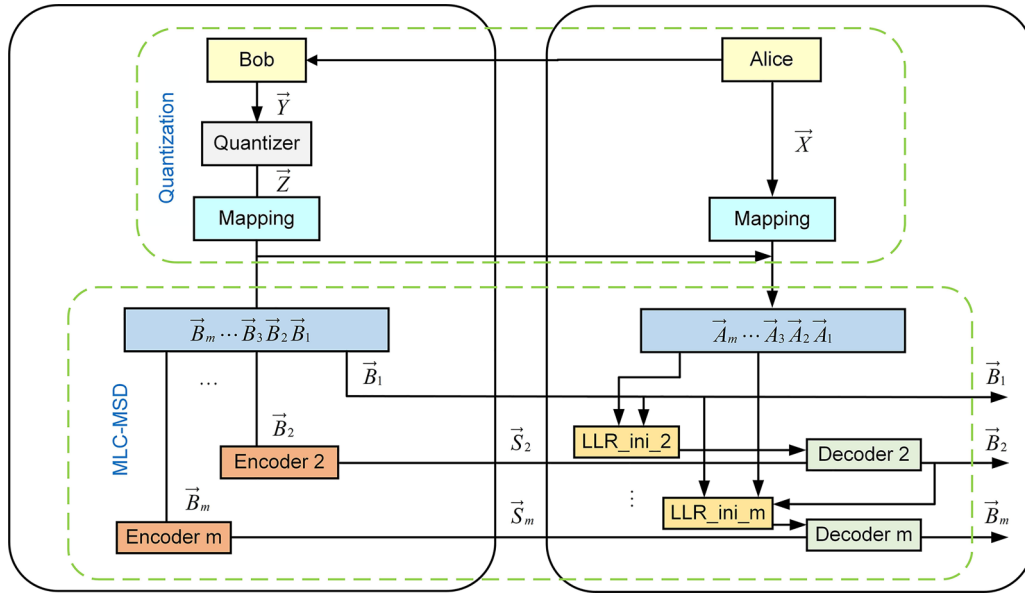 Bob
Alice
Quantization
Y⃗
Quantizer
X⃗
Z⃗
Mapping
Mapping
B⃗m ⋯ B⃗3 B⃗2 B⃗1
A⃗m ⋯ A⃗3 A⃗2 A⃗1
MLC-MSD
...
B⃗1
B⃗1
B⃗2
S⃗2
LLR_ini_2
B⃗2
Encoder 2
Decoder 2
B⃗m
S⃗m
⋮
LLR_ini_m
B⃗m
Encoder m
Decoder m